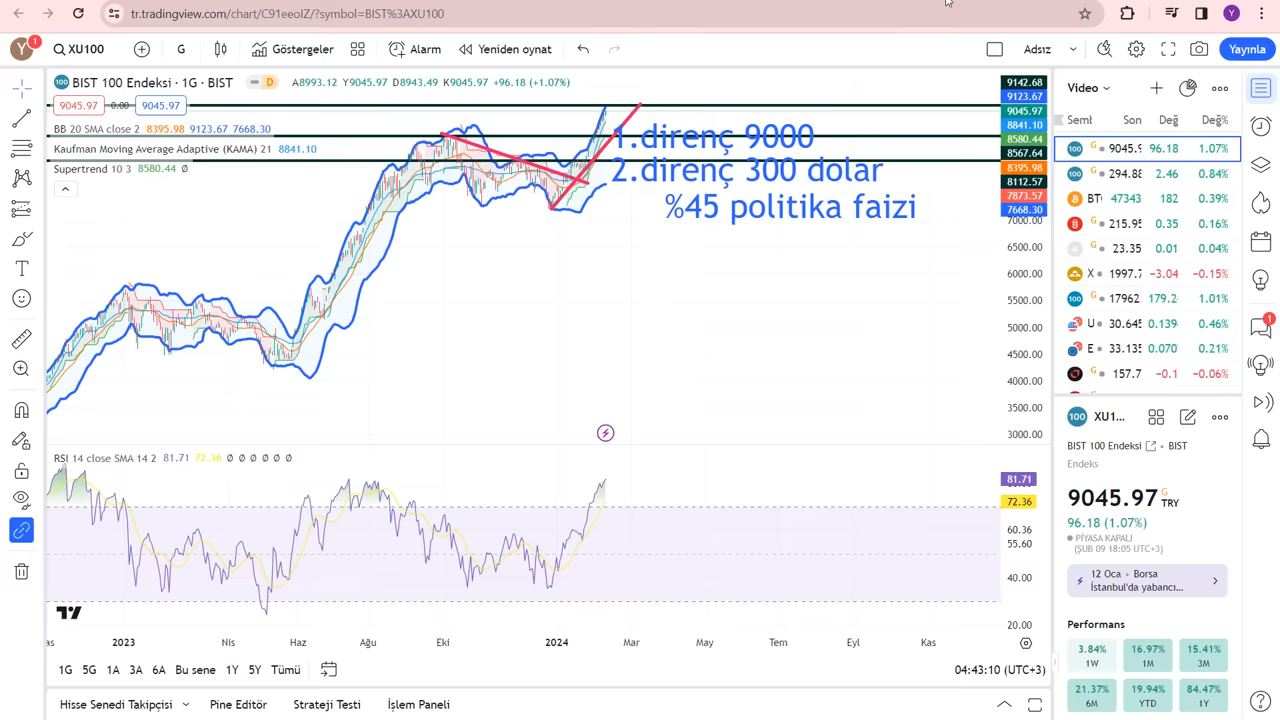 tr.tradingview.com/chart/C91eeoIZ/?symbol=BIST%3AXU100
Y
Y 1 XU100 G Göstergeler Alarm Yeniden oynat Adsız Yayınla
100 BIST 100 Endeksi · 1G · BIST D A8993.12 Y9045.97 D8943.49 K9045.97 +96.18 (+1.07%)
9045.97 0.00 9045.97
BB 20 SMA close 2 8395.98 9123.67 7668.30
Kaufman Moving Average Adaptive (KAMA) 21 8841.10
Supertrend 10 3 8580.44 Ø
1.direnç 9000
2.direnç 300 dolar
%45 politika faizi
9142.68
9123.67
9045.97
8841.10
8580.44
8567.64
8395.98
8112.57
7873.57
7668.30
7000.00
6500.00
6000.00
5500.00
5000.00
4500.00
4000.00
3500.00
3000.00
RSI 14 close SMA 14 2 81.71 72.36 Ø Ø Ø Ø Ø Ø
81.71
72.36
60.36
55.60
40.00
20.00
2023 Nis Haz Ağu Eki 2024 Mar May Tem Eyl Kas
1G 5G 1A 3A 6A Bu sene 1Y 5Y Tümü 04:43:10 (UTC+3)
Hisse Senedi Takipçisi Pine Editör Strateji Testi İşlem Paneli
Video
Seml Son Değ Değ%
100 G 9045.9 96.18 1.07%
100 G 294.88 2.46 0.84%
BT G 47343 182 0.39%
G 215.95 0.35 0.16%
G 23.35 0.01 0.04%
X G 1997.7 −3.04 −0.15%
100 G 17962. 179.2 1.01%
U 30.645 0.139 0.46%
E 33.135 0.070 0.21%
G 157.7 −0.1 −0.06%
1
100 XU1...
BIST 100 Endeksi • BIST
Endeks
9045.97 G TRY
96.18 (1.07%)
PİYASA KAPALI
(ŞUB 09 18:05 UTC+3)
12 Oca • Borsa
İstanbul'da yabancı...
Performans
3.84% 16.97% 15.41%
1W 1M 3M
21.37% 19.94% 84.47%
6M YTD 1Y